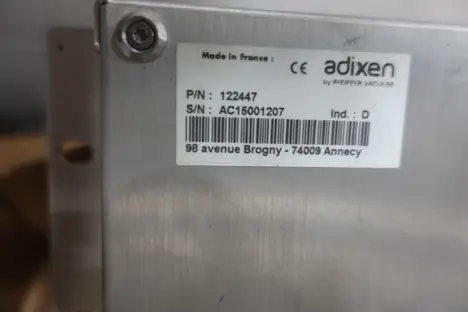 Made in France :
CE adixen
by PFEIFFER VACUUM
P/N : 122447
S/N : AC15001207 Ind. : D
98 avenue Brogny - 74009 Annecy